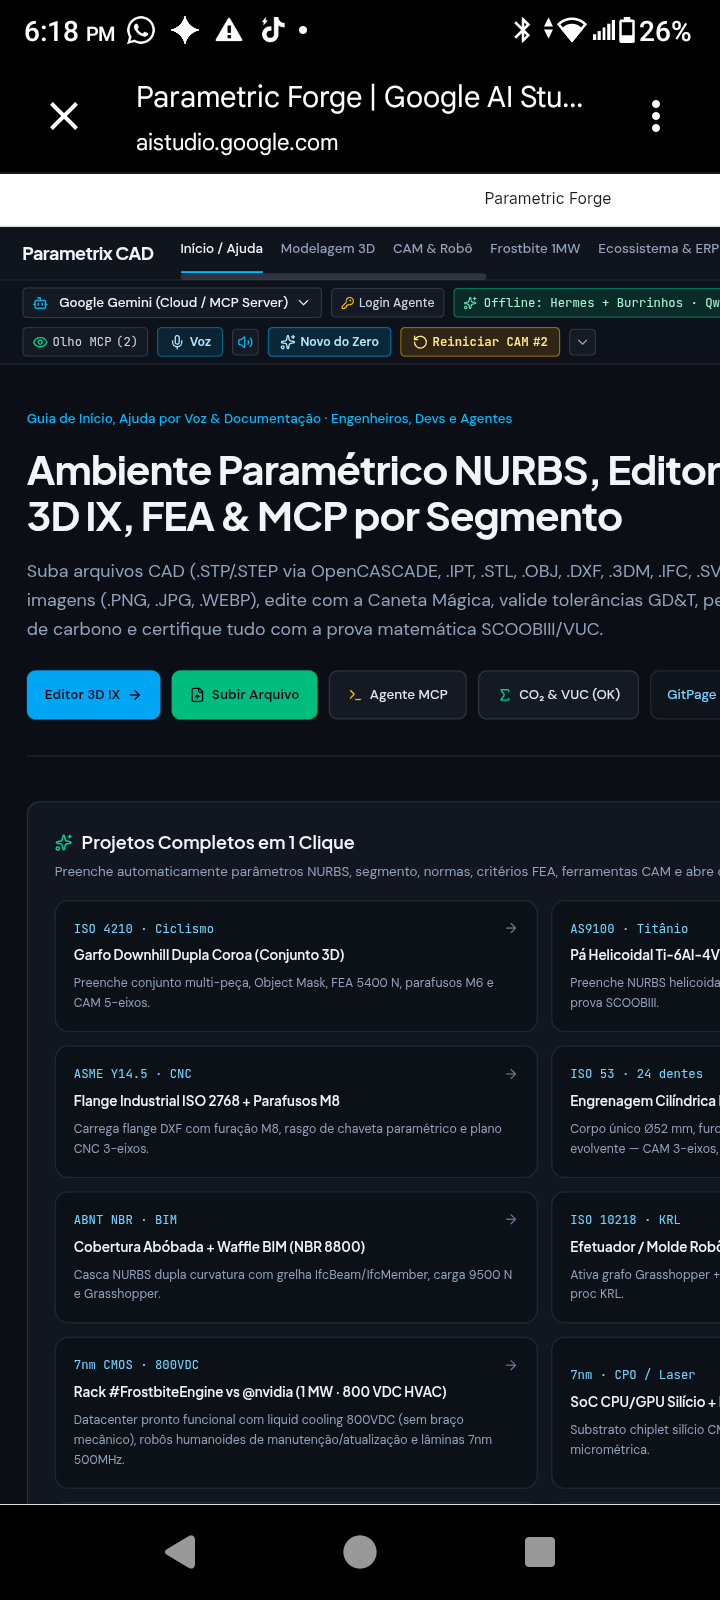 6:18 PM
26%
Parametric Forge | Google AI Stu...
aistudio.google.com
Parametric Forge
Parametrix CAD
Início / Ajuda
Modelagem 3D
CAM & Robô
Frostbite 1MW
Ecossistema & ERP
Google Gemini (Cloud / MCP Server)
Login Agente
Offline: Hermes + Burrinhos · Qw
Olho MCP (2)
Voz
Novo do Zero
Reiniciar CAM #2
Guia de Início, Ajuda por Voz & Documentação · Engenheiros, Devs e Agentes
Ambiente Paramétrico NURBS, Editor
3D IX, FEA & MCP por Segmento
Suba arquivos CAD (.STP/.STEP via OpenCASCADE, .IPT, .STL, .OBJ, .DXF, .3DM, .IFC, .SV
imagens (.PNG, .JPG, .WEBP), edite com a Caneta Mágica, valide tolerâncias GD&T, pe
de carbono e certifique tudo com a prova matemática SCOOBIII/VUC.
Editor 3D IX →
Subir Arquivo
Agente MCP
CO₂ & VUC (OK)
GitPage
Projetos Completos em 1 Clique
Preenche automaticamente parâmetros NURBS, segmento, normas, critérios FEA, ferramentas CAM e abre
ISO 4210 · Ciclismo
Garfo Downhill Dupla Coroa (Conjunto 3D)
Preenche conjunto multi-peça, Object Mask, FEA 5400 N, parafusos M6 e
CAM 5-eixos.
AS9100 · Titânio
Pá Helicoidal Ti-6Al-4V
Preenche NURBS helicoida
prova SCOOBIII.
ASME Y14.5 · CNC
Flange Industrial ISO 2768 + Parafusos M8
Carrega flange DXF com furação M8, rasgo de chaveta paramétrico e plano
CNC 3-eixos.
ISO 53 · 24 dentes
Engrenagem Cilíndrica
Corpo único Ø52 mm, furo
evolvente — CAM 3-eixos,
ABNT NBR · BIM
Cobertura Abóbada + Waffle BIM (NBR 8800)
Casca NURBS dupla curvatura com grelha IfcBeam/IfcMember, carga 9500 N
e Grasshopper.
ISO 10218 · KRL
Efetuador / Molde Robó
Ativa grafo Grasshopper +
proc KRL.
7nm CMOS · 800VDC
Rack #FrostbiteEngine vs @nvidia (1 MW · 800 VDC HVAC)
Datacenter pronto funcional com liquid cooling 800VDC (sem braço
mecânico), robôs humanoides de manutenção/atualização e lâminas 7nm
500MHz.
7nm · CPO / Laser
SoC CPU/GPU Silício +
Substrato chiplet silício CM
micrométrica.